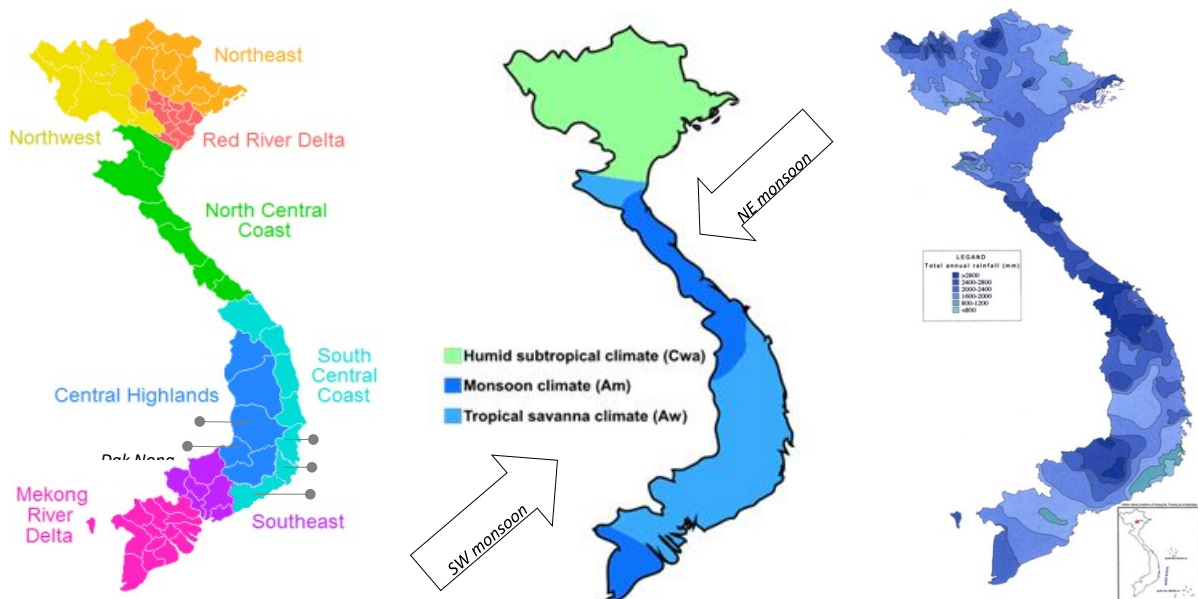 Northeast
Northwest
Red River Delta
North Central
Coast
South
Central
Coast
Central Highlands
Mekong
River
Delta
Southeast
NE monsoon
Humid subtropical climate (Cwa)
Monsoon climate (Am)
Tropical savanna climate (Aw)
SW monsoon
LEGAND
Total annual rainfall (mm)
>2800
2400-2800
2000-2400
1600-2000
800-1200
<800